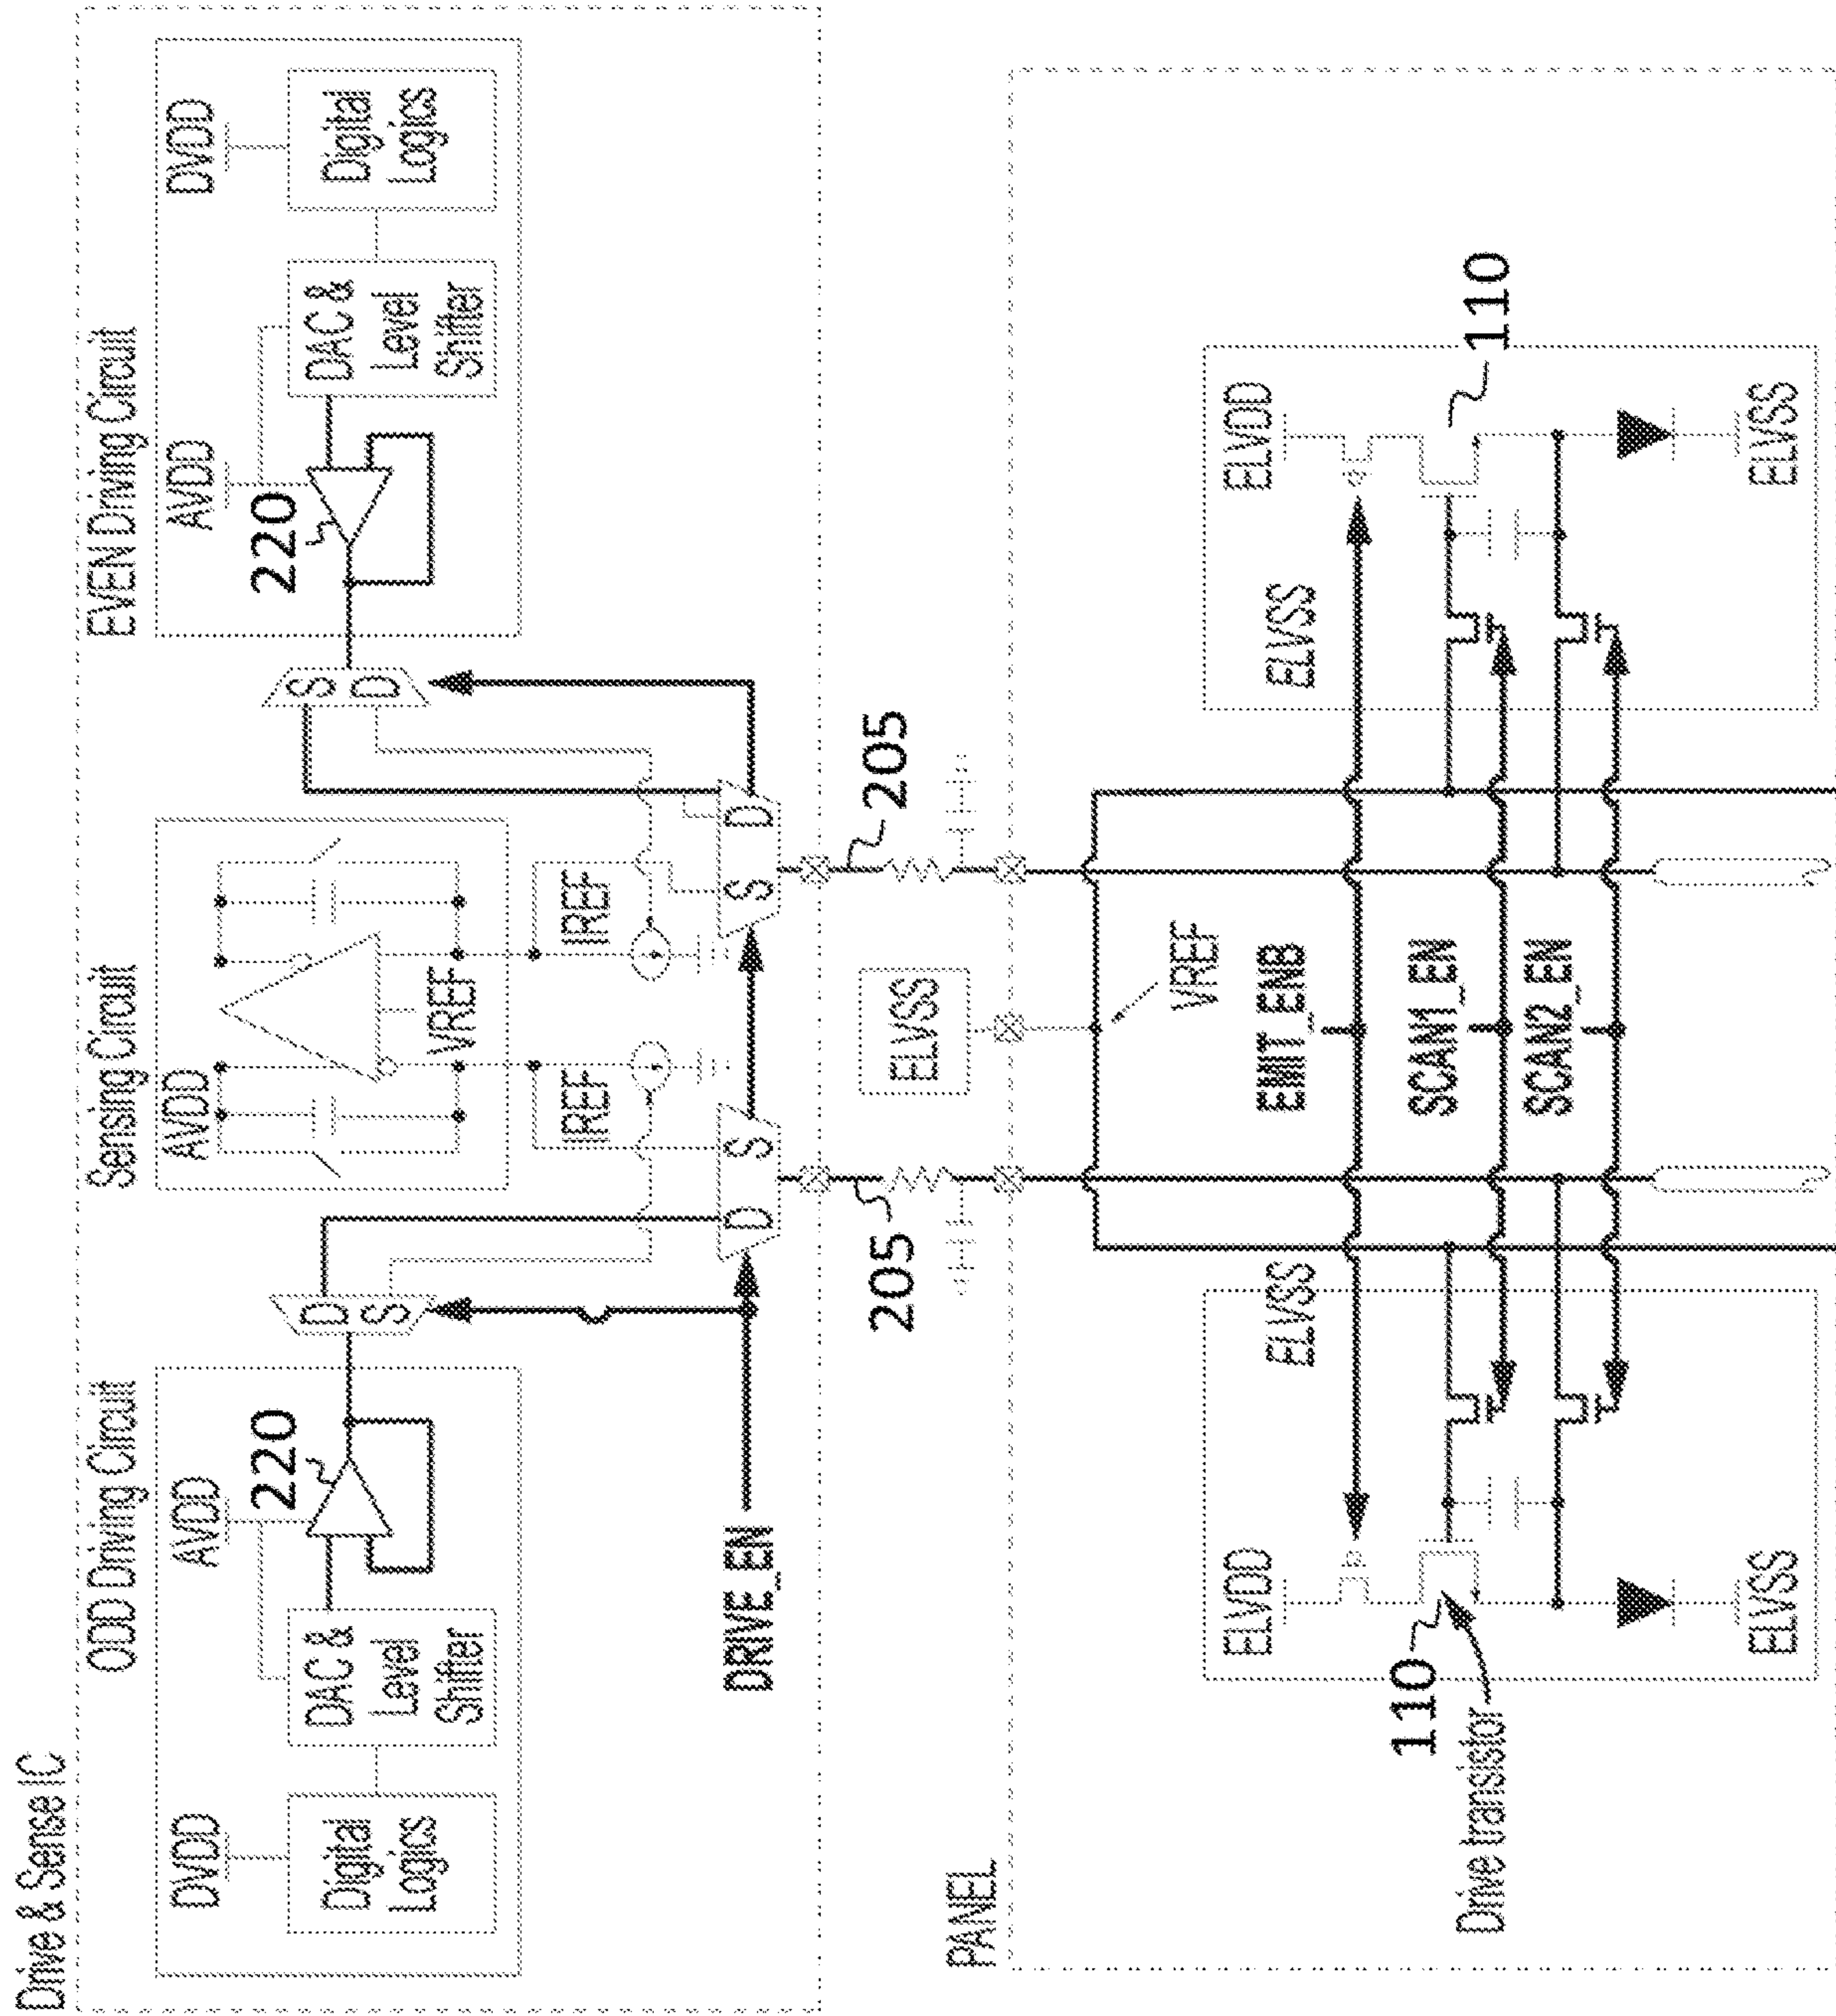 Drive & Sense IC
ODD Driving Circuit
Sensing Circuit
EVEN Driving Circuit
DVDD
AVDD
AVDD
AVDD
DVDD
220
220
Digital
Logics
DAC &
Level
Shifter
D
S
VREF
S
D
DAC &
Level
Shifter
Digital
Logics
IREF
IREF
DRIVE_EN
D
S
S
D
205
ELVSS
205
PANEL
VREF
ELVDD
ELVSS
EMIT_ENB
ELVSS
ELVDD
110
Drive transistor
SCAN1_EN
110
SCAN2_EN
ELVSS
ELVSS